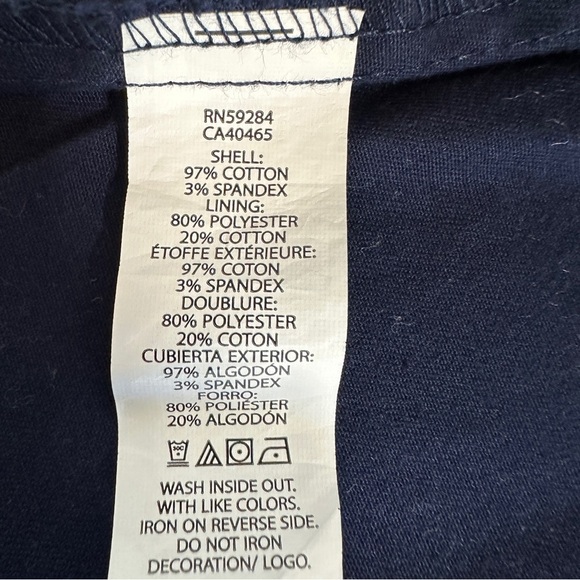 RN59284
CA40465
SHELL:
97% COTTON
3% SPANDEX
LINING:
80% POLYESTER
20% COTTON
ÉTOFFE EXTÉRIEURE:
97% COTON
3% SPANDEX
DOUBLURE:
80% POLYESTER
20% COTON
CUBIERTA EXTERIOR:
97% ALGODÓN
3% SPANDEX
FORRO:
80% POLIÉSTER
20% ALGODÓN
30C
WASH INSIDE OUT.
WITH LIKE COLORS.
IRON ON REVERSE SIDE.
DO NOT IRON
DECORATION/ LOGO.